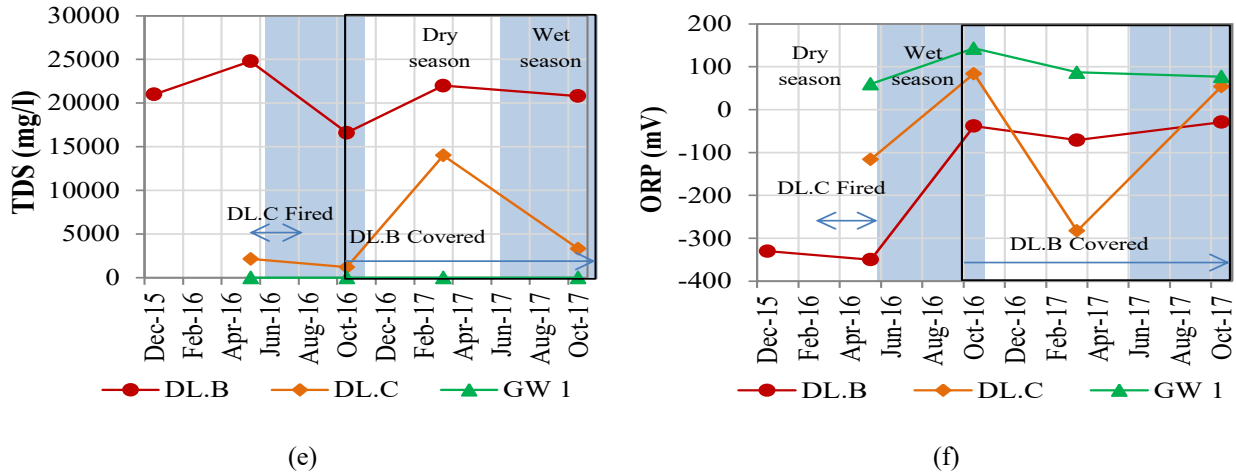 30000
25000
20000
15000
10000
5000
0
TDS (mg/l)
Dry
season
Wet
season
DL.C Fired
DL.B Covered
Dec-15
Feb-16
Apr-16
Jun-16
Aug-16
Oct-16
Dec-16
Feb-17
Apr-17
Jun-17
Aug-17
Oct-17
DL.B
DL.C
GW 1
(e)
200
100
0
-100
-200
-300
-400
ORP (mV)
Dry
season
Wet
season
DL.C Fired
DL.B Covered
Dec-15
Feb-16
Apr-16
Jun-16
Aug-16
Oct-16
Dec-16
Feb-17
Apr-17
Jun-17
Aug-17
Oct-17
DL.B
DL.C
GW 1
(f)